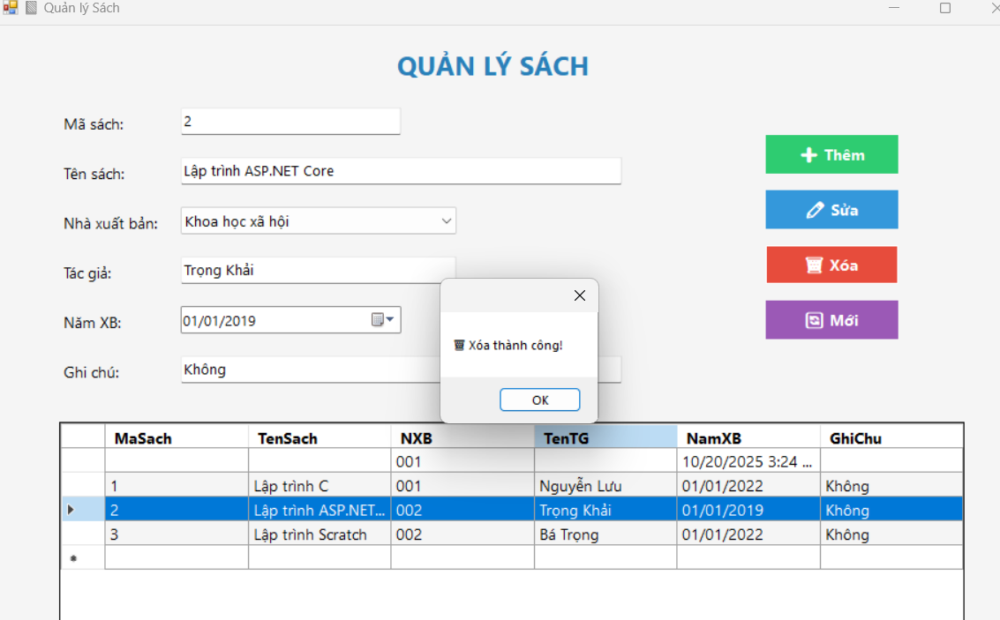 Quản lý Sách
QUẢN LÝ SÁCH
Mã sách: 2
Tên sách: Lập trình ASP.NET Core
Nhà xuất bản: Khoa học xã hội
Tác giả: Trọng Khải
Năm XB: 01/01/2019
Ghi chú: Không
Thêm
Sửa
Xóa
Mới
Xóa thành công!
OK
MaSach TenSach NXB TenTG NamXB GhiChu
001 10/20/2025 3:24 ...
1 Lập trình C 001 Nguyễn Lưu 01/01/2022 Không
2 Lập trình ASP.NET... 002 Trọng Khải 01/01/2019 Không
3 Lập trình Scratch 002 Bá Trọng 01/01/2022 Không